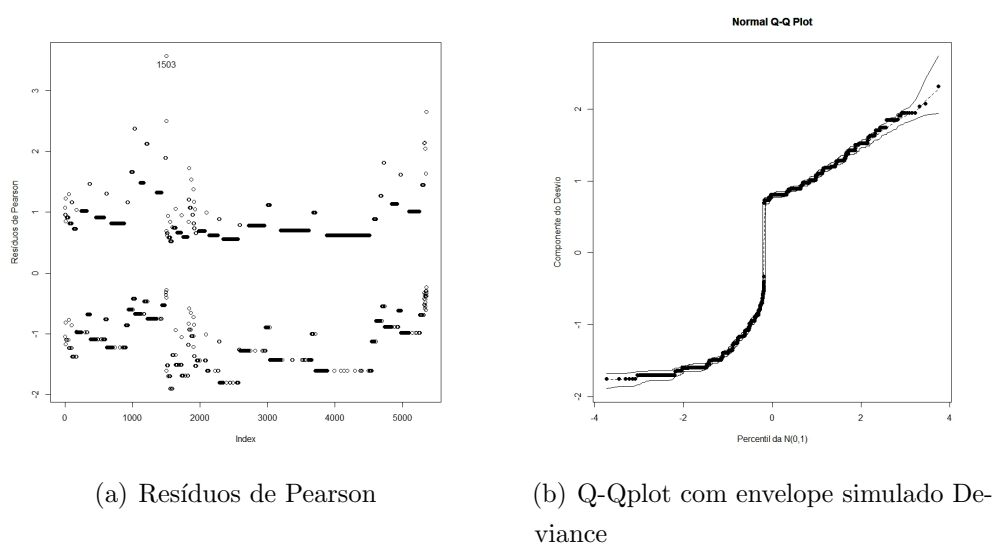 Normal Q-Q Plot
1503
Resíduos de Pearson
3
2
1
0
-1
-2
0 1000 2000 3000 4000 5000
Index
Componente do Desvio
2
1
0
-1
-2
-4 -2 0 2 4
Percentil da N(0,1)
(a) Resíduos de Pearson
(b) Q-Qplot com envelope simulado De-
viance